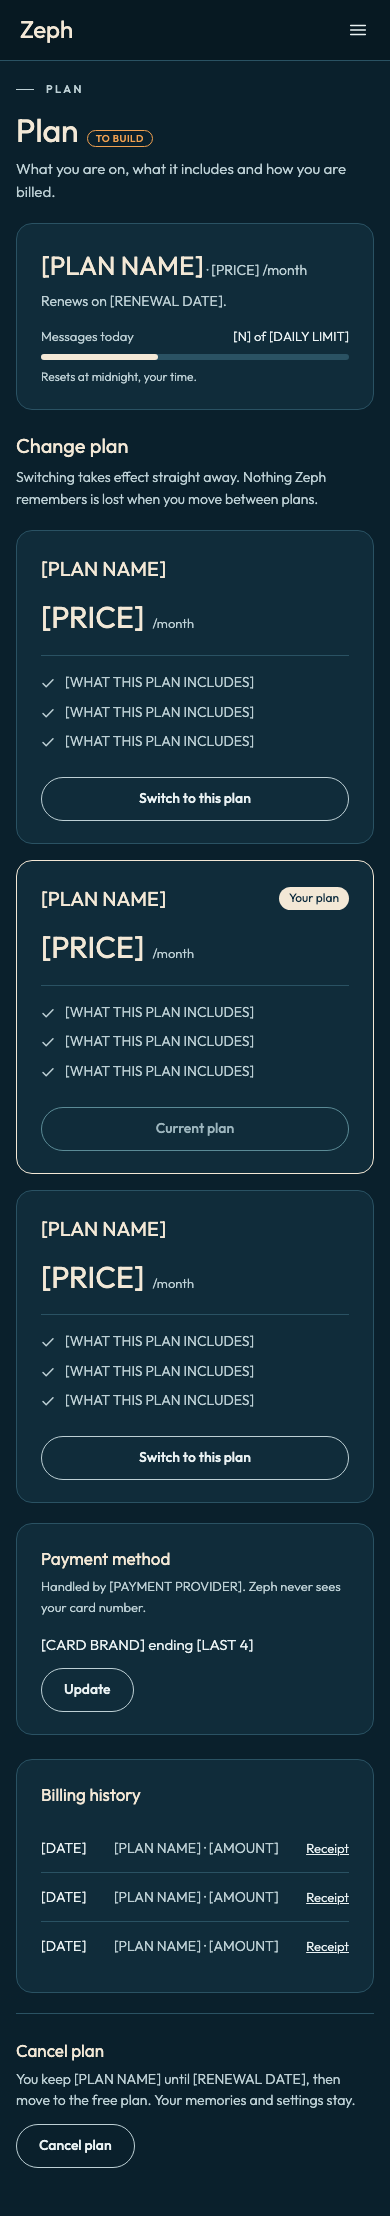 Zeph
PLAN
Plan TO BUILD
What you are on, what it includes and how you are
billed.
[PLAN NAME] · [PRICE] /month
Renews on [RENEWAL DATE].
Messages today [N] of [DAILY LIMIT]
Resets at midnight, your time.
Change plan
Switching takes effect straight away. Nothing Zeph
remembers is lost when you move between plans.
[PLAN NAME]
[PRICE] /month
[WHAT THIS PLAN INCLUDES]
[WHAT THIS PLAN INCLUDES]
[WHAT THIS PLAN INCLUDES]
Switch to this plan
[PLAN NAME] Your plan
[PRICE] /month
[WHAT THIS PLAN INCLUDES]
[WHAT THIS PLAN INCLUDES]
[WHAT THIS PLAN INCLUDES]
Current plan
[PLAN NAME]
[PRICE] /month
[WHAT THIS PLAN INCLUDES]
[WHAT THIS PLAN INCLUDES]
[WHAT THIS PLAN INCLUDES]
Switch to this plan
Payment method
Handled by [PAYMENT PROVIDER]. Zeph never sees
your card number.
[CARD BRAND] ending [LAST 4]
Update
Billing history
[DATE] [PLAN NAME] · [AMOUNT] Receipt
[DATE] [PLAN NAME] · [AMOUNT] Receipt
[DATE] [PLAN NAME] · [AMOUNT] Receipt
Cancel plan
You keep [PLAN NAME] until [RENEWAL DATE], then
move to the free plan. Your memories and settings stay.
Cancel plan